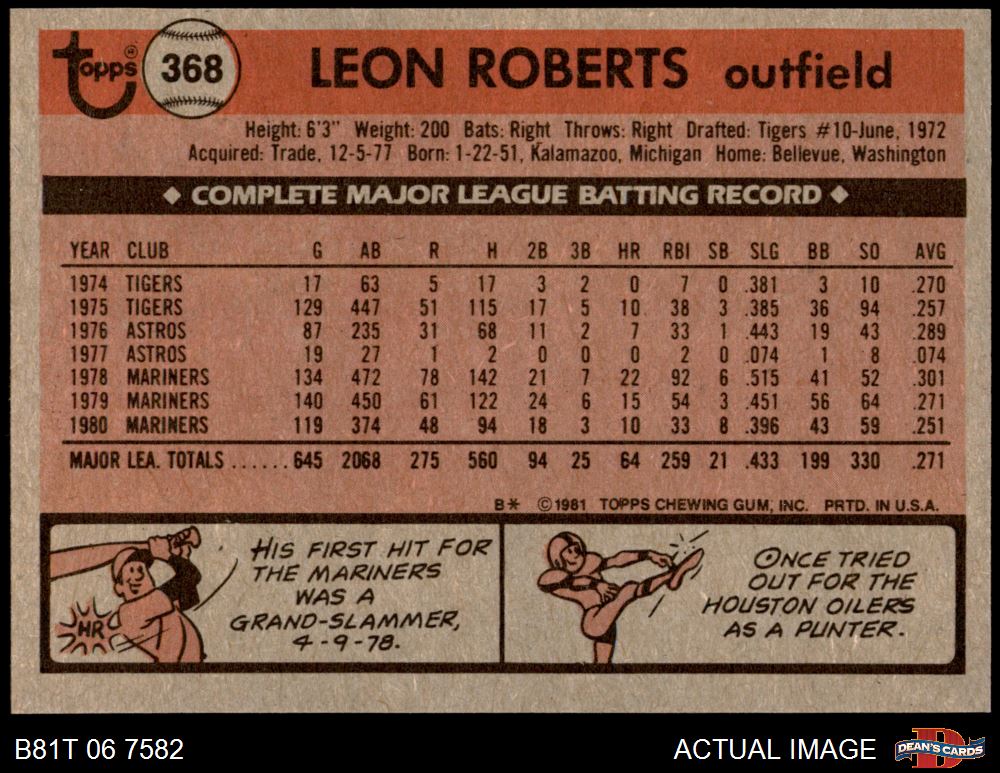 Topps® 368 LEON ROBERTS outfield
Height: 6'3" Weight: 200 Bats: Right Throws: Right Drafted: Tigers #10-June, 1972
Acquired: Trade, 12-5-77 Born: 1-22-51, Kalamazoo, Michigan Home: Bellevue, Washington
◆ COMPLETE MAJOR LEAGUE BATTING RECORD ◆
YEAR CLUB G AB R H 2B 3B HR RBI SB SLG BB SO AVG
1974 TIGERS 17 63 5 17 3 2 0 7 0 .381 3 10 .270
1975 TIGERS 129 447 51 115 17 5 10 38 3 .385 36 94 .257
1976 ASTROS 87 235 31 68 11 2 7 33 1 .443 19 43 .289
1977 ASTROS 19 27 1 2 0 0 0 2 0 .074 1 8 .074
1978 MARINERS 134 472 78 142 21 7 22 92 6 .515 41 52 .301
1979 MARINERS 140 450 61 122 24 6 15 54 3 .451 56 64 .271
1980 MARINERS 119 374 48 94 18 3 10 33 8 .396 43 59 .251
MAJOR LEA. TOTALS ......645 2068 275 560 94 25 64 259 21 .433 199 330 .271
B* ©1981 TOPPS CHEWING GUM, INC. PRTD. IN U.S.A.
HR
HIS FIRST HIT FOR
THE MARINERS
WAS A
GRAND-SLAMMER,
4-9-78.
ONCE TRIED
OUT FOR THE
HOUSTON OILERS
AS A PUNTER.
B81T 06 7582 ACTUAL IMAGE D DEAN'S CARDS